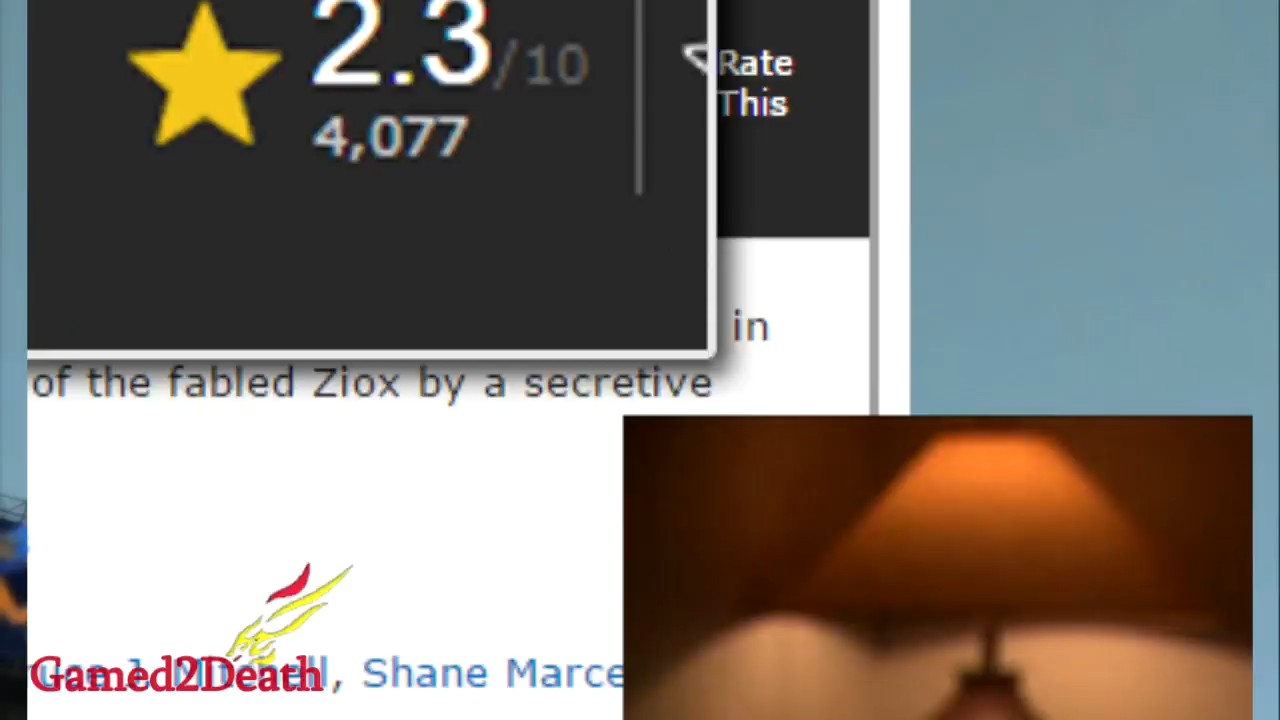 2.3/10
4,077
Rate
This
in
of the fabled Ziox by a secretive
Gamed2Death
, Shane Marce